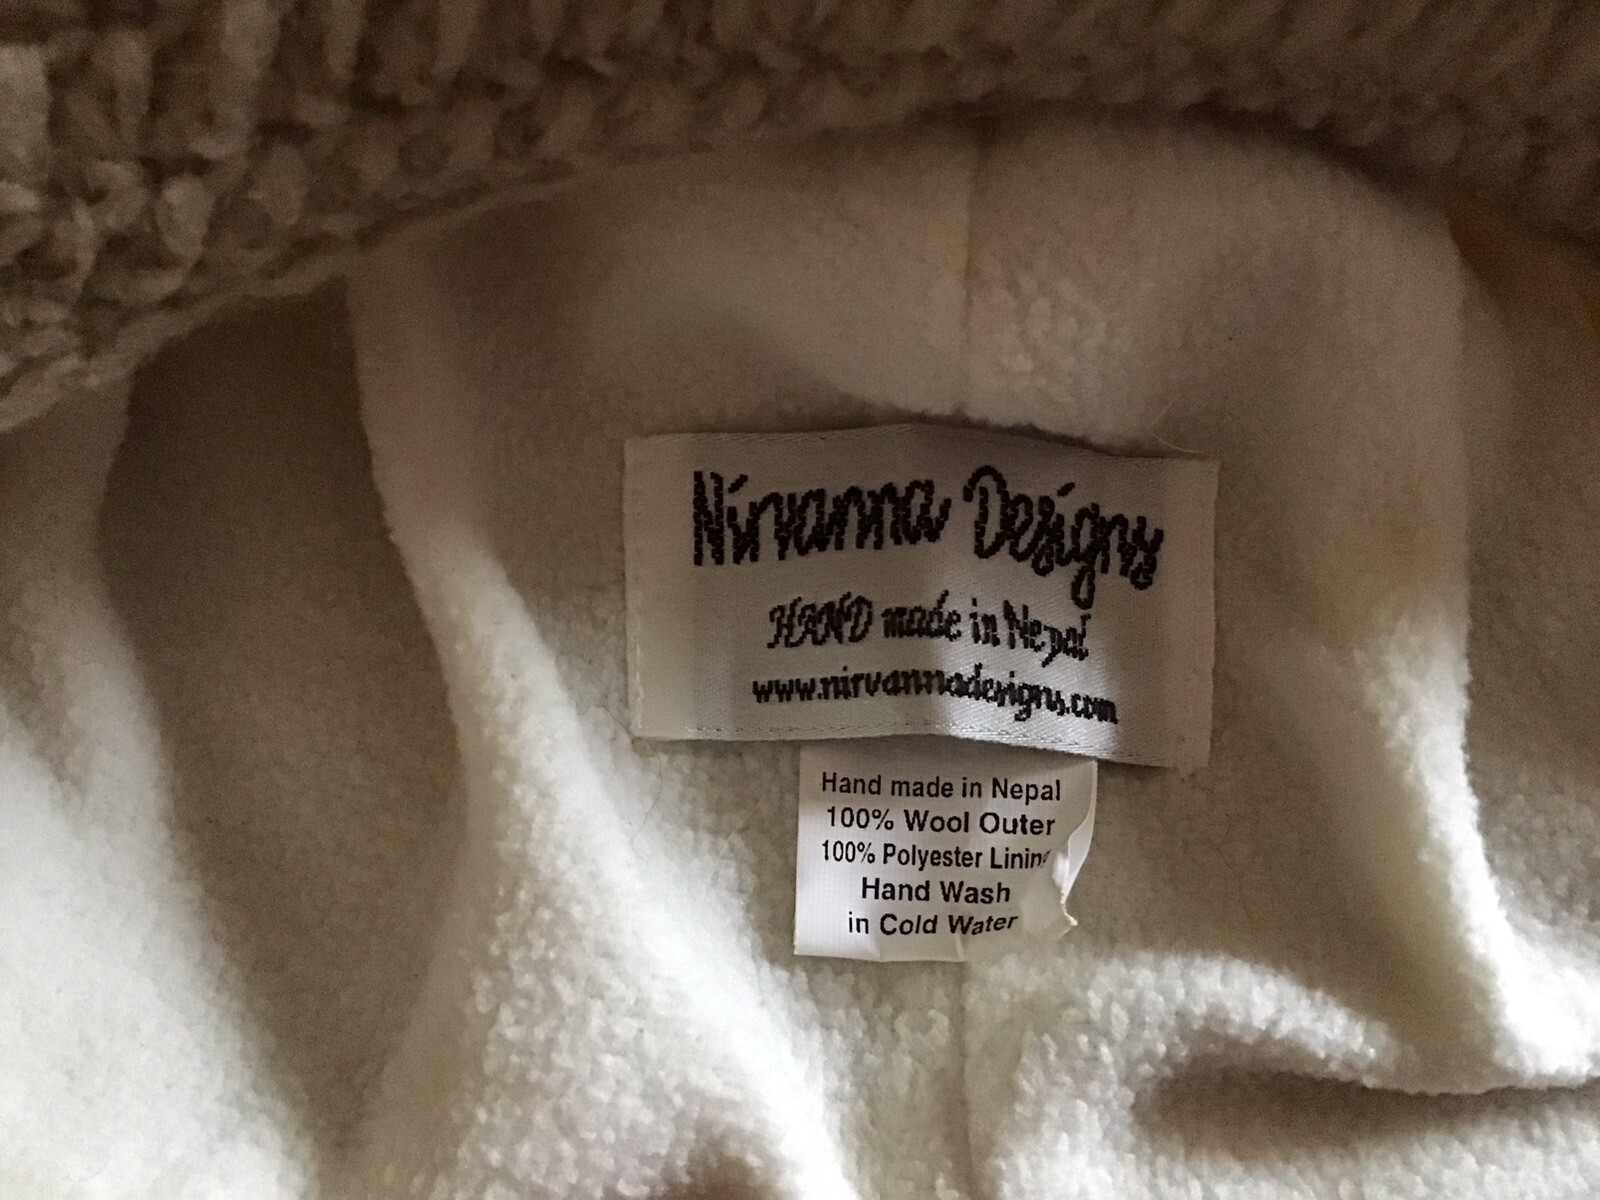 Nirvanna Designs
HAND made in Nepal
www.nirvannadesigns.com
Hand made in Nepal
100% Wool Outer
100% Polyester Lining
Hand Wash
in Cold Water